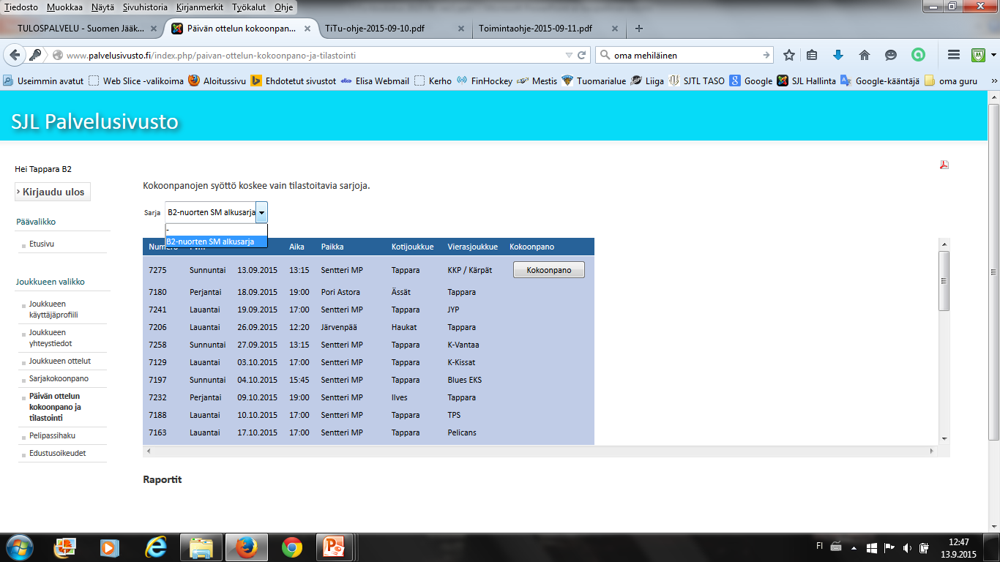 Tiedosto Muokkaa Näytä Sivuhistoria Kirjanmerkit Työkalut Ohje
TULOSPALVELU - Suomen Jääk... Päivän ottelun kokoonpan... TiTu-ohje-2015-09-10.pdf Toimintaohje-2015-09-11.pdf
www.palvelusivusto.fi/index.php/paivan-ottelun-kokoonpano-ja-tilastointi oma mehiläinen
Useimmin avatut Web Slice -valikoima Aloitussivu Ehdotetut sivustot Elisa Webmail Kerho FinHockey Mestis Tuomarialue Liiga SJTL TASO Google SJL Hallinta Google-kääntäjä oma guru
SJL Palvelusivusto
Hei Tappara B2
› Kirjaudu ulos
Päävalikko
Etusivu
Joukkueen valikko
Joukkueen
käyttäjäprofiili
Joukkueen
yhteystiedot
Joukkueen ottelut
Sarjakokoonpano
Päivän ottelun
kokoonpano ja
tilastointi
Pelipassihaku
Edustusoikeudet
Kokoonpanojen syöttö koskee vain tilastoitavia sarjoja.
Sarja B2-nuorten SM alkusarja
-
B2-nuorten SM alkusarja
Aika Paikka Kotijoukkue Vierasjoukkue Kokoonpano
7275 Sunnuntai 13.09.2015 13:15 Sentteri MP Tappara KKP / Kärpät Kokoonpano
7180 Perjantai 18.09.2015 19:00 Pori Astora Ässät Tappara
7241 Lauantai 19.09.2015 17:00 Sentteri MP Tappara JYP
7206 Lauantai 26.09.2015 12:20 Järvenpää Haukat Tappara
7258 Sunnuntai 27.09.2015 13:15 Sentteri MP Tappara K-Vantaa
7129 Lauantai 03.10.2015 17:00 Sentteri MP Tappara K-Kissat
7197 Sunnuntai 04.10.2015 15:45 Sentteri MP Tappara Blues EKS
7232 Perjantai 09.10.2015 19:00 Sentteri MP Ilves Tappara
7188 Lauantai 10.10.2015 17:00 Sentteri MP Tappara TPS
7163 Lauantai 17.10.2015 17:00 Sentteri MP Tappara Pelicans
Raportit
FI 12:47
13.9.2015